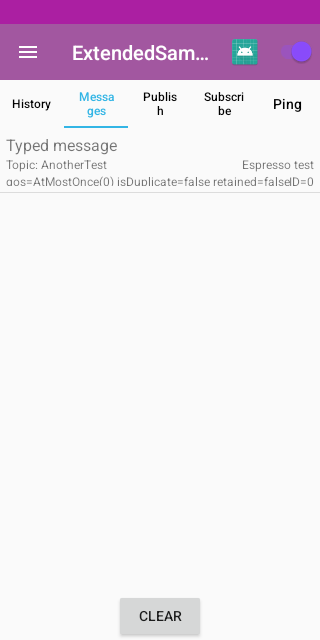 ExtendedSam...
History
Messa
ges
Publis
h
Subscri
be
Ping
Typed message
Topic: AnotherTest
Espresso test
qos=AtMostOnce(0) isDuplicate=false retained=falseID=0
CLEAR